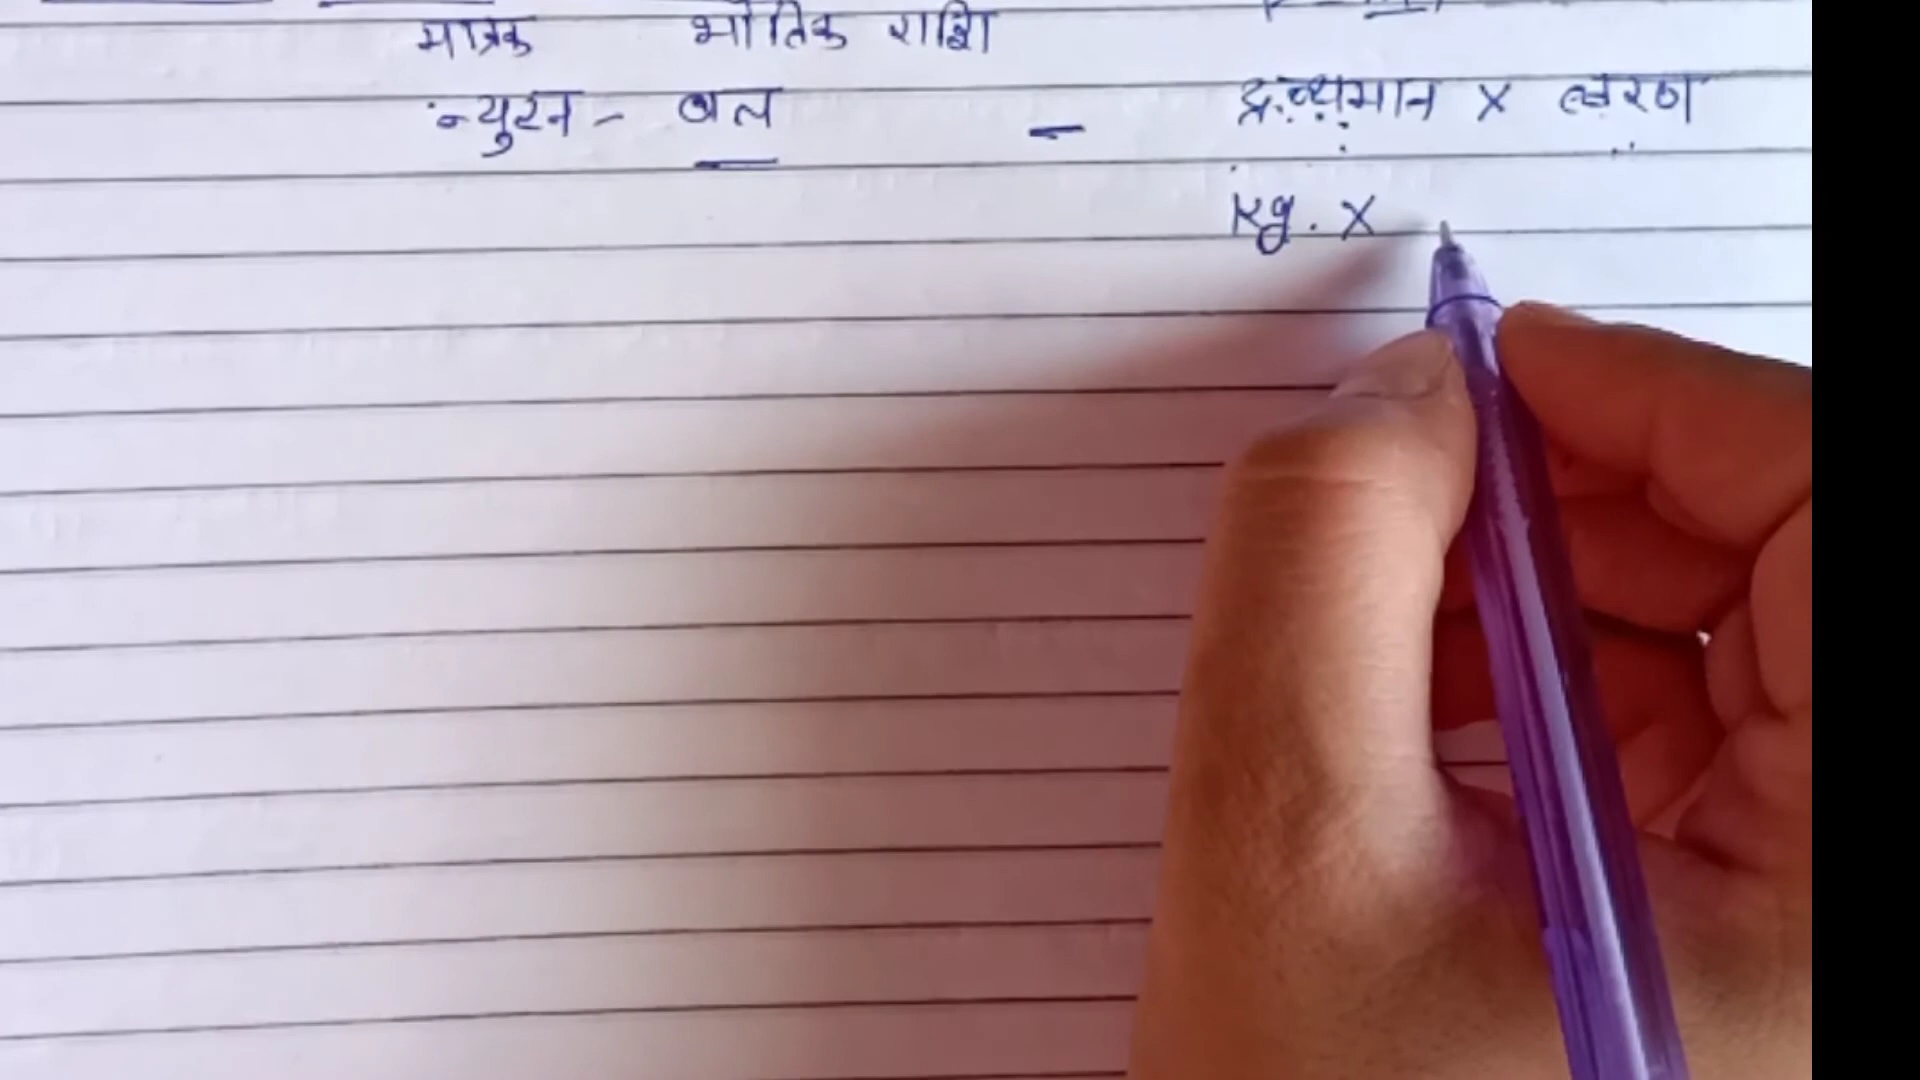 मात्रक भौतिक राशि
न्युटन - बल - द्रव्यमान x त्वरण
Kg. x